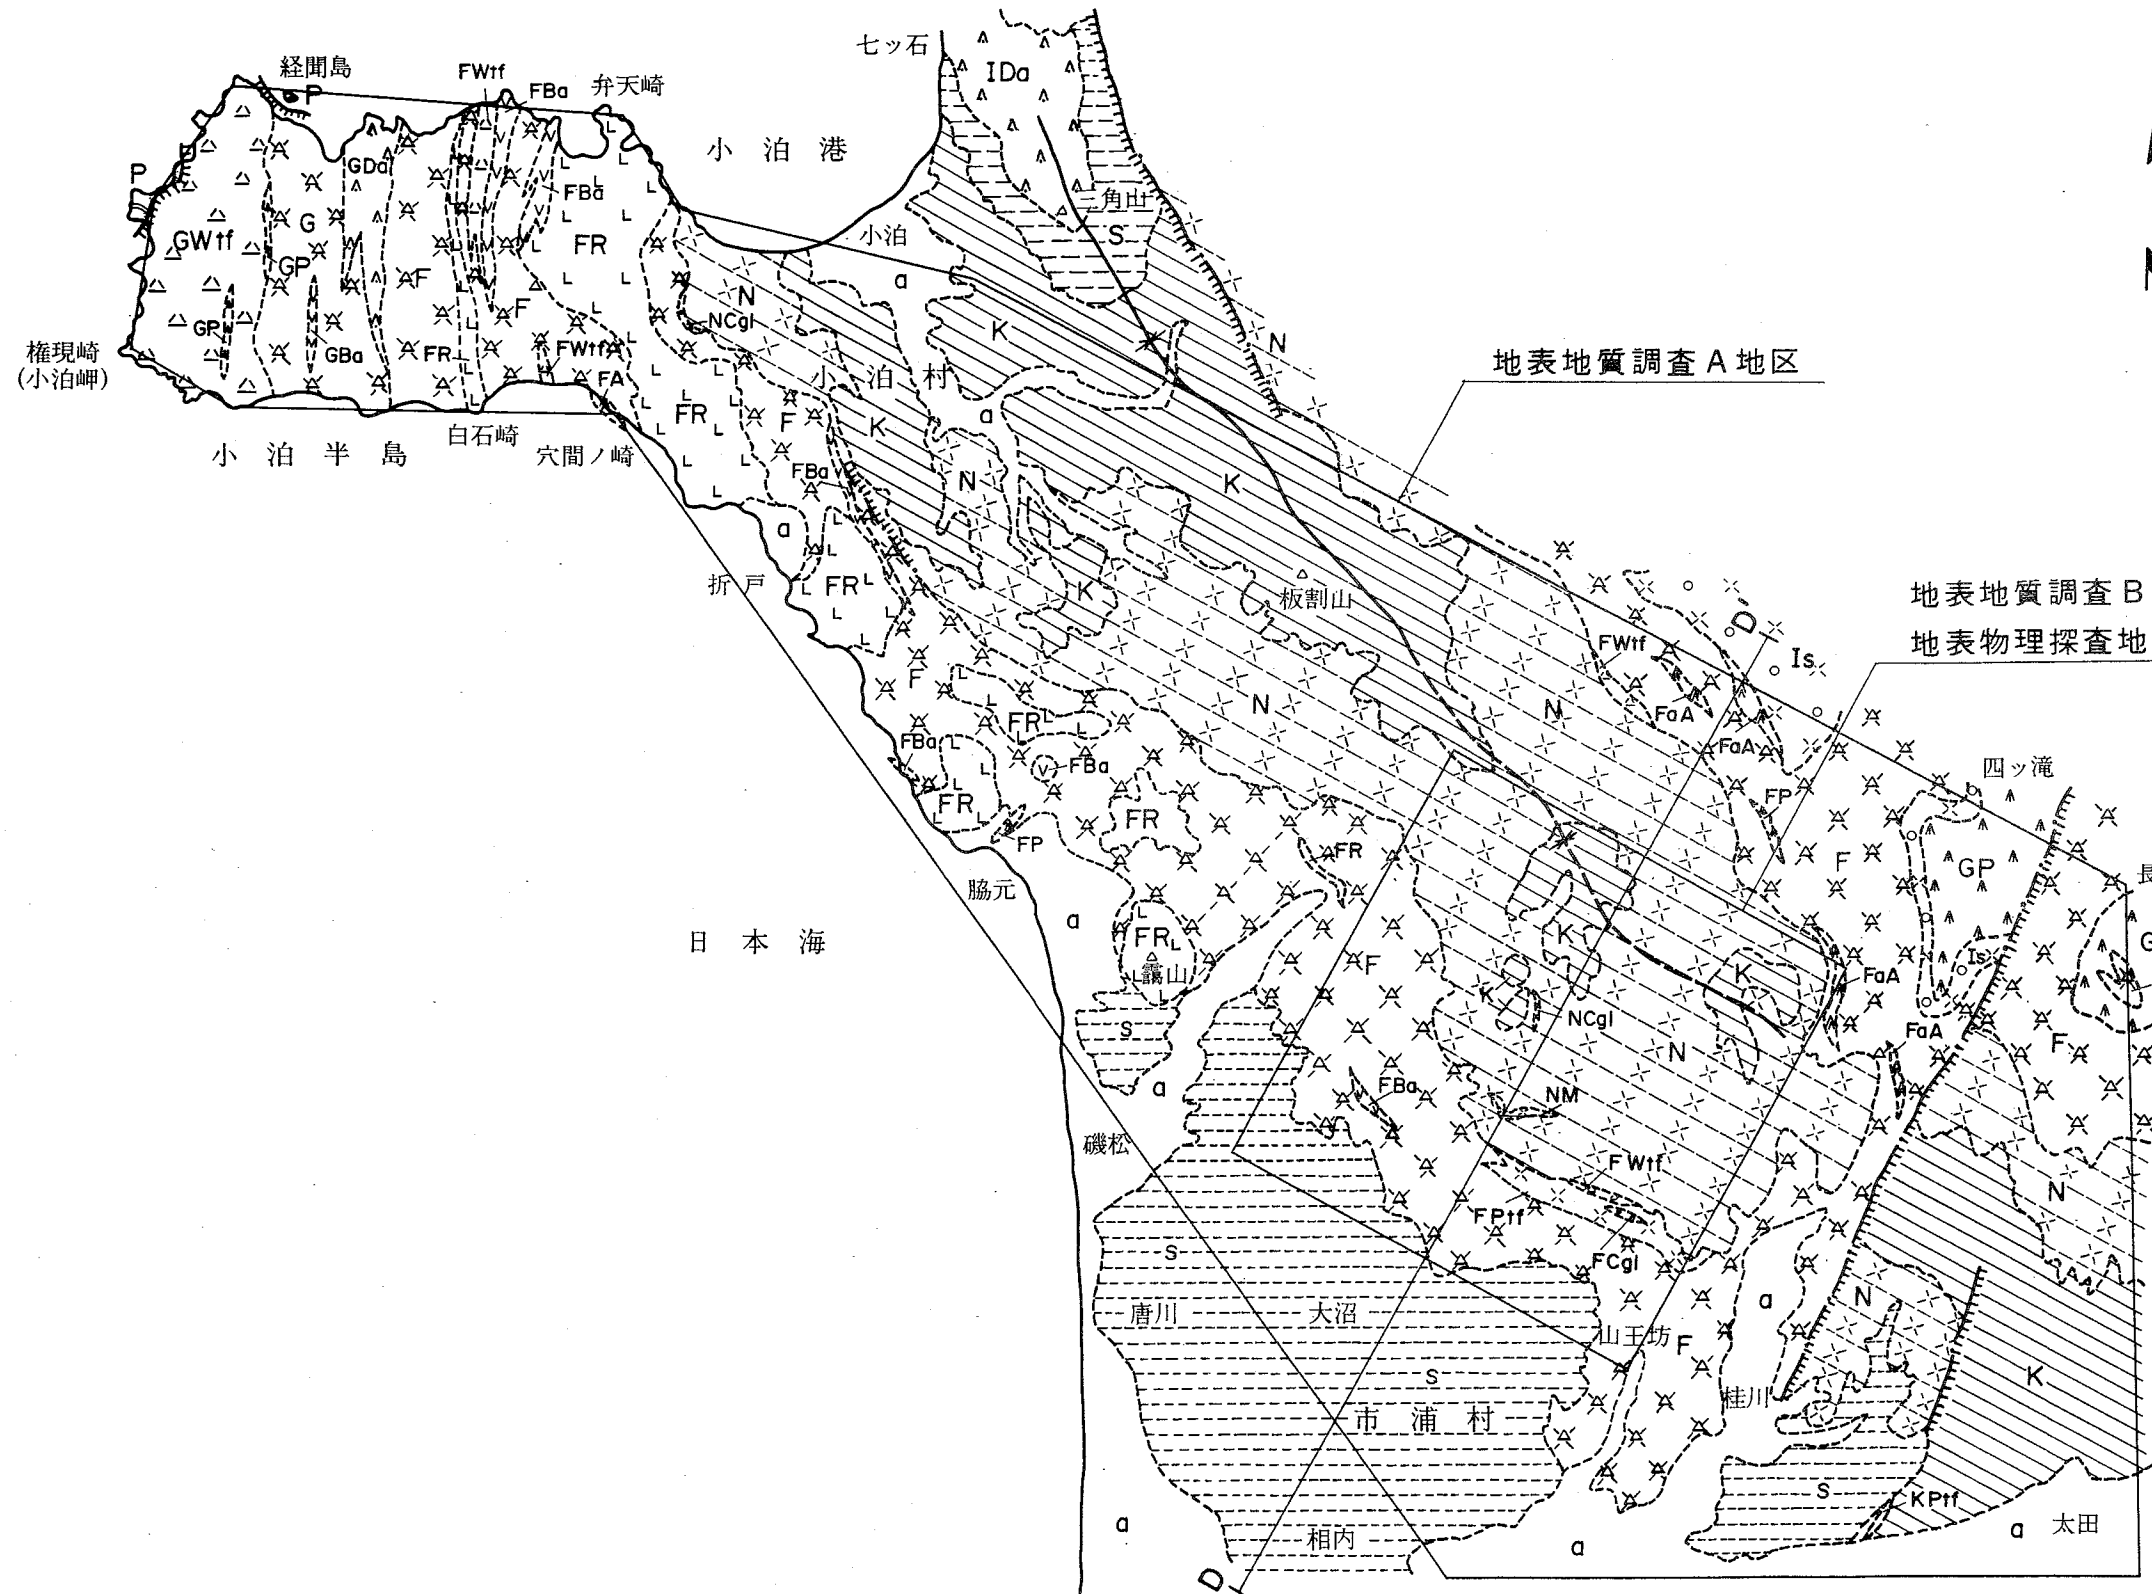 七ッ石
IDa
経聞島
P
FWtf
FBa
弁天崎
小泊港
P
GDa
FBa
三角山
S
GWtf
G
FR
小泊
GP
F
a
N
F
NCgl
K
N
GP
GBa
FR
FWtf
権現崎
(小泊岬)
FA
小泊村
地表地質調査A地区
FR
F
a
K
小泊半島
白石崎
穴間ノ崎
FBa
N
K
a
折戸
FR
K
板割山
地表地質調査B
D'
地表物理探査地
FWtf
Is
F
FR
N
N
FaA
FBa
FaA
FBa
四ッ滝
FR
FR
FP
FP
FR
F
GP
長
脇元
a
日本海
FR
靄山
F
K
K
Is
G
FaA
K
NCgl
S
FaA
N
F
a
FBa
NM
磯松
FWtf
N
FPtf
S
FCgl
唐川
大沼
a
N
山王坊
F
S
K
桂川
市浦村
S
KPtf
a
相内
a
a
太田
D